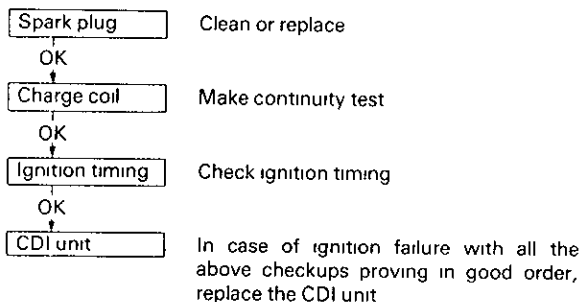 Spark plug Clean or replace
OK
Charge coil Make continuity test
OK
Ignition timing Check ignition timing
OK
CDI unit In case of ignition failure with all the
above checkups proving in good order,
replace the CDI unit